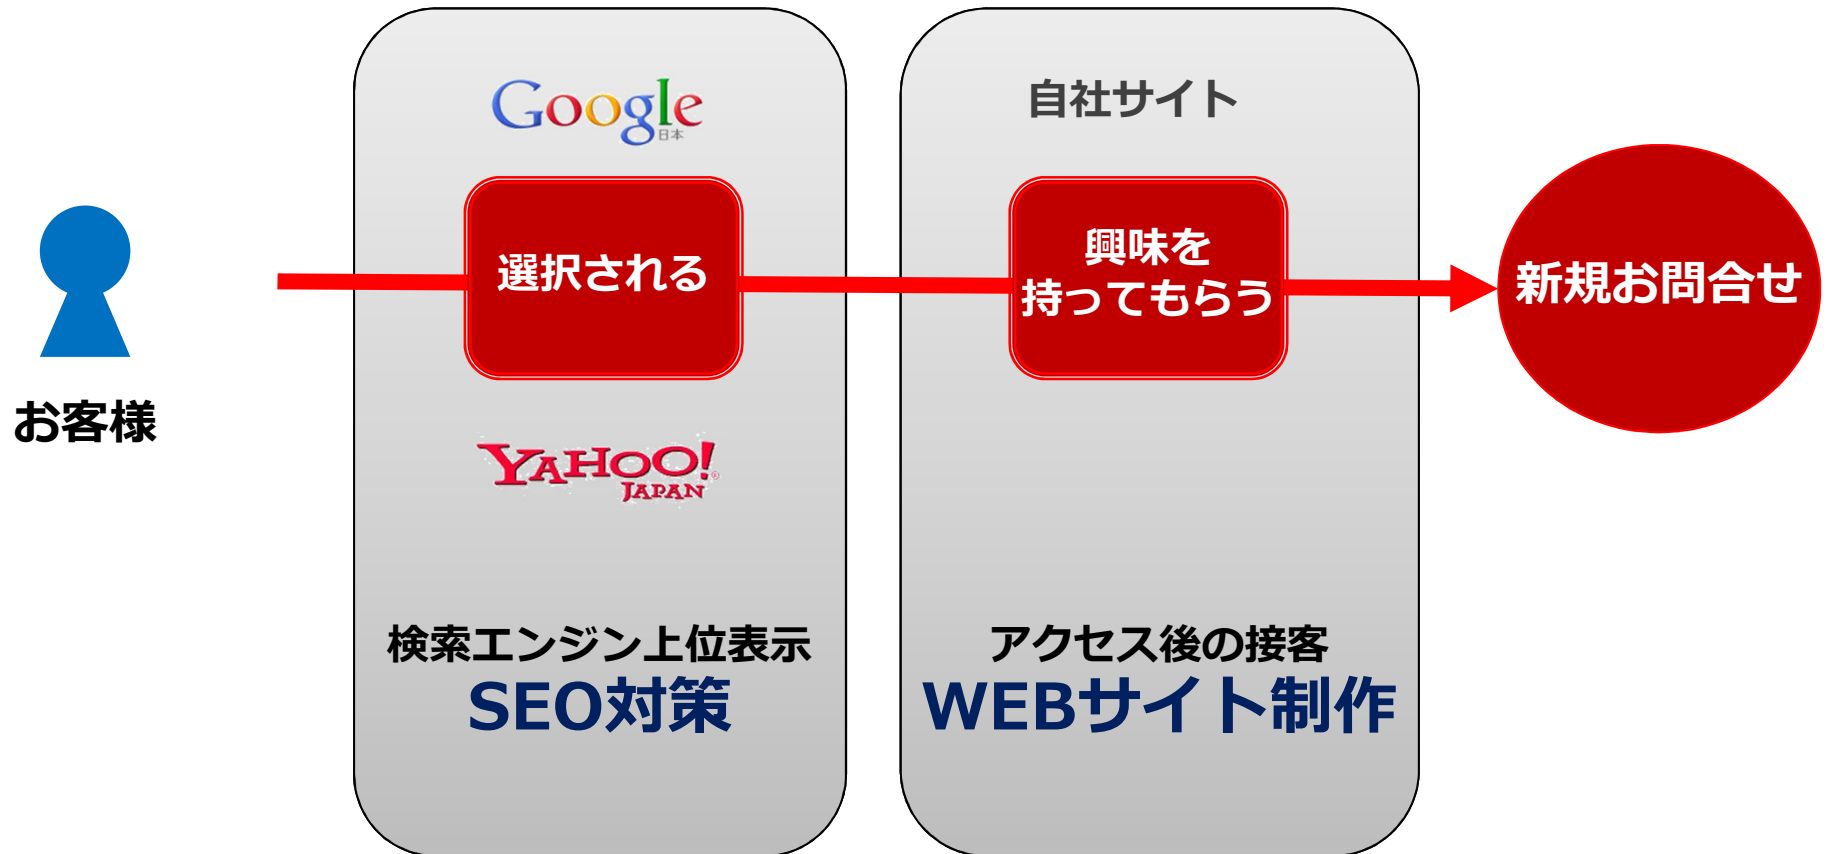 お客様
Google
日本
選択される
YAHOO!
JAPAN
検索エンジン上位表示
SEO対策
自社サイト
興味を
持ってもらう
アクセス後の接客
WEBサイト制作
新規お問合せ